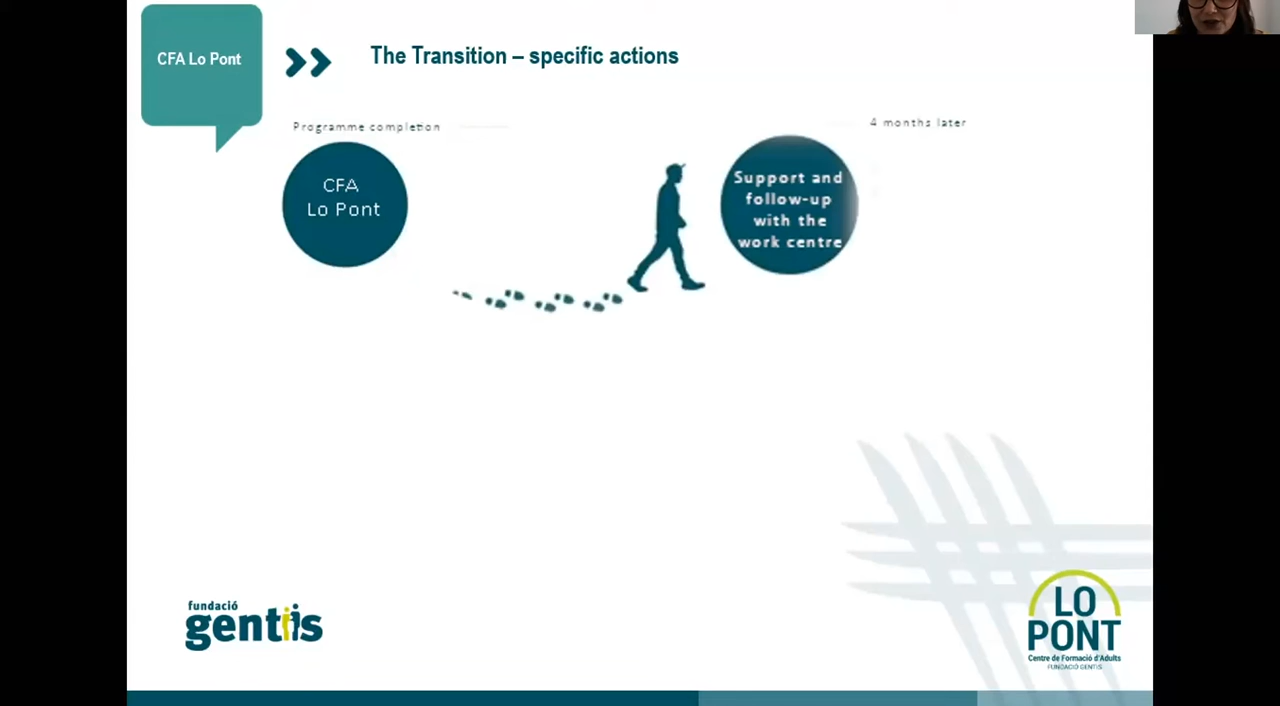 CFA Lo Pont
The Transition – specific actions
Programme completion
4 months later
CFA
Lo Pont
Support and
follow-up
with the
work centre
fundació
gentis
LO
PONT
Centre de Formació d'Adults
FUNDACIÓ GENTIS